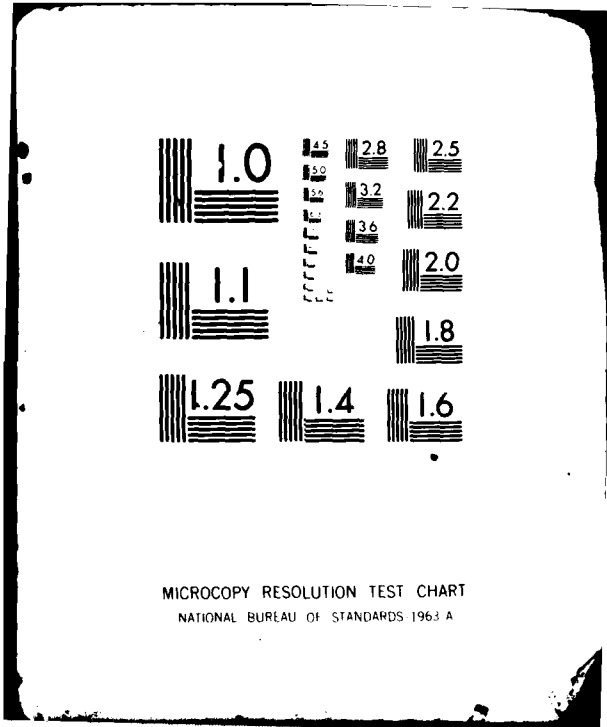 1.0 4.5 2.8 2.5
5.0
5.6 3.2 2.2
3.6
1.1 4.0 2.0
1.8
1.25 1.4 1.6
MICROCOPY RESOLUTION TEST CHART
NATIONAL BUREAU OF STANDARDS-1963-A